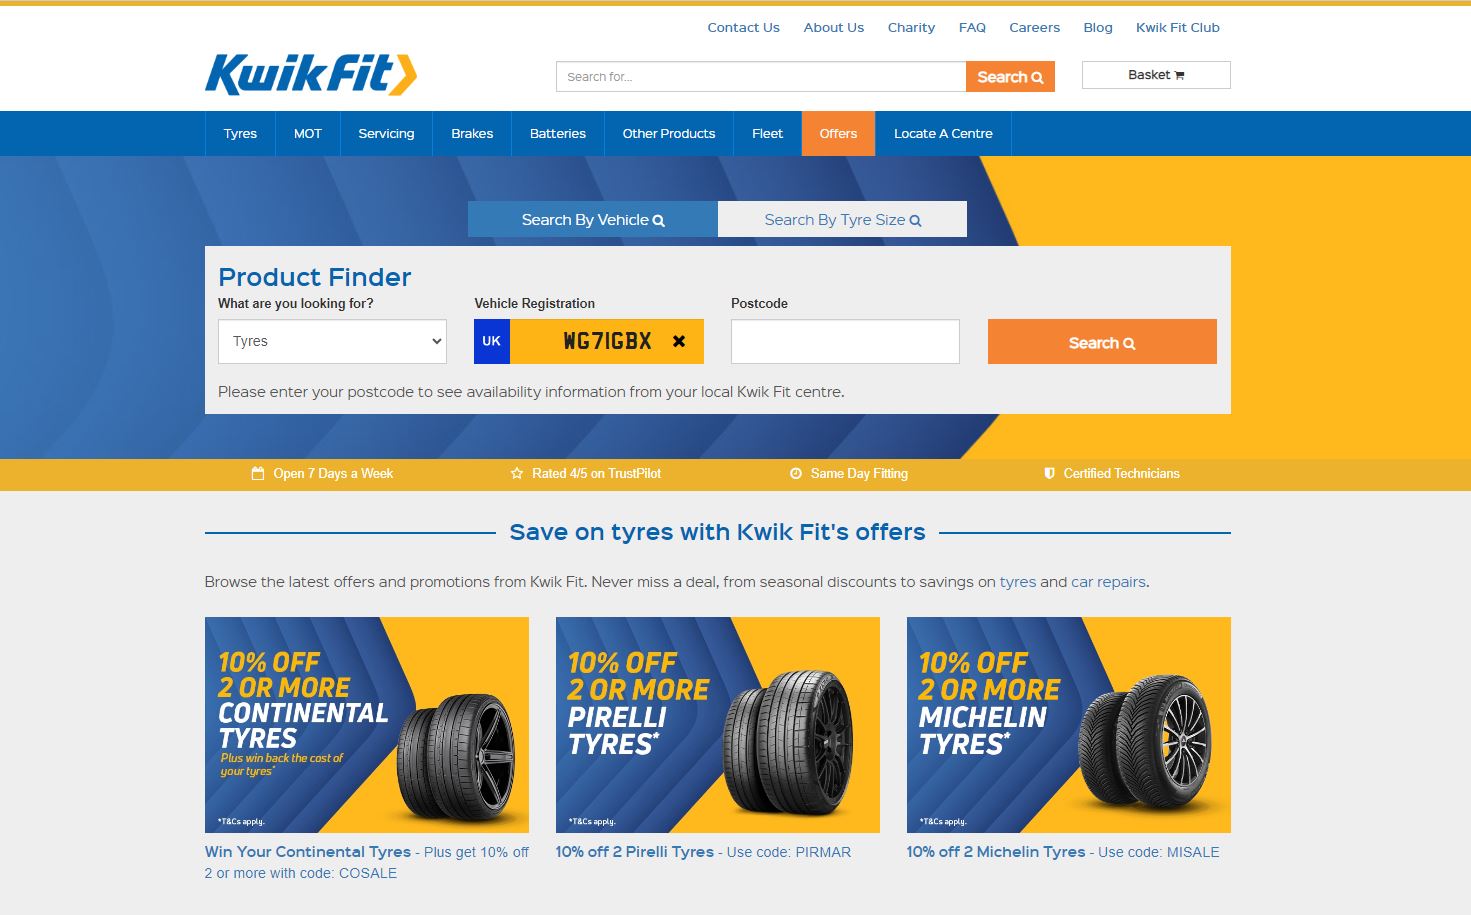 Contact Us About Us Charity FAQ Careers Blog Kwik Fit Club
Kwik Fit
Search for...
Search
Basket
Tyres MOT Servicing Brakes Batteries Other Products Fleet Offers Locate A Centre
Search By Vehicle Search By Tyre Size
Product Finder
What are you looking for? Vehicle Registration Postcode
Tyres UK WG71GBX Search
Please enter your postcode to see availability information from your local Kwik Fit centre.
Open 7 Days a Week Rated 4/5 on TrustPilot Same Day Fitting Certified Technicians
Save on tyres with Kwik Fit's offers
Browse the latest offers and promotions from Kwik Fit. Never miss a deal, from seasonal discounts to savings on tyres and car repairs.
10% OFF
2 OR MORE
CONTINENTAL
TYRES
Plus win back the cost of
your tyres*
*T&Cs apply.
Win Your Continental Tyres - Plus get 10% off
2 or more with code: COSALE
10% OFF
2 OR MORE
PIRELLI
TYRES*
*T&Cs apply.
10% off 2 Pirelli Tyres - Use code: PIRMAR
10% OFF
2 OR MORE
MICHELIN
TYRES*
*T&Cs apply.
10% off 2 Michelin Tyres - Use code: MISALE